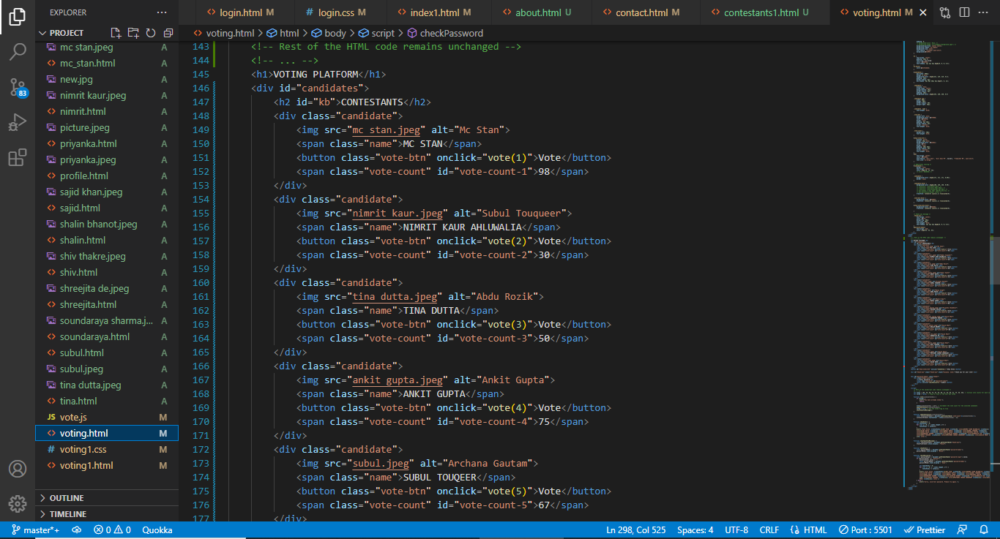 EXPLORER
PROJECT
mc stan.jpeg A
mc_stan.html A
new.jpg A
nimrit kaur.jpeg A
nimrit.html A
picture.jpeg A
priyanka.html A
priyanka.jpeg A
profile.html A
sajid khan.jpeg A
sajid.html A
shalin bhanot.jpeg A
shalin.html A
shiv thakre.jpeg A
shiv.html A
shreejita de.jpeg A
shreejita.html A
soundaraya sharma.j... A
soundaraya.html A
subul.html A
subul.jpeg A
tina dutta.jpeg A
tina.html A
JS vote.js M
voting.html M
# voting1.css M
voting1.html M
OUTLINE
TIMELINE
83
login.html M # login.css M index1.html M about.html U contact.html M contestants1.html U voting.html M
voting.html > html > body > script > checkPassword
143 <!-- Rest of the HTML code remains unchanged -->
144 <!-- ... -->
145 <h1>VOTING PLATFORM</h1>
146 <div id="candidates">
147 <h2 id="kb">CONTESTANTS</h2>
148 <div class="candidate">
149 <img src="mc stan.jpeg" alt="Mc Stan">
150 <span class="name">MC STAN</span>
151 <button class="vote-btn" onclick="vote(1)">Vote</button>
152 <span class="vote-count" id="vote-count-1">98</span>
153 </div>
154 <div class="candidate">
155 <img src="nimrit kaur.jpeg" alt="Subul Touqueer">
156 <span class="name">NIMRIT KAUR AHLUWALIA</span>
157 <button class="vote-btn" onclick="vote(2)">Vote</button>
158 <span class="vote-count" id="vote-count-2">30</span>
159 </div>
160 <div class="candidate">
161 <img src="tina dutta.jpeg" alt="Abdu Rozik">
162 <span class="name">TINA DUTTA</span>
163 <button class="vote-btn" onclick="vote(3)">Vote</button>
164 <span class="vote-count" id="vote-count-3">50</span>
165 </div>
166 <div class="candidate">
167 <img src="ankit gupta.jpeg" alt="Ankit Gupta">
168 <span class="name">ANKIT GUPTA</span>
169 <button class="vote-btn" onclick="vote(4)">Vote</button>
170 <span class="vote-count" id="vote-count-4">75</span>
171 </div>
172 <div class="candidate">
173 <img src="subul.jpeg" alt="Archana Gautam">
174 <span class="name">SUBUL TOUQEER</span>
175 <button class="vote-btn" onclick="vote(5)">Vote</button>
176 <span class="vote-count" id="vote-count-5">67</span>
177 </div>
master*+ 0 0 Quokka Ln 298, Col 525 Spaces: 4 UTF-8 CRLF {} HTML Port : 5501 Prettier